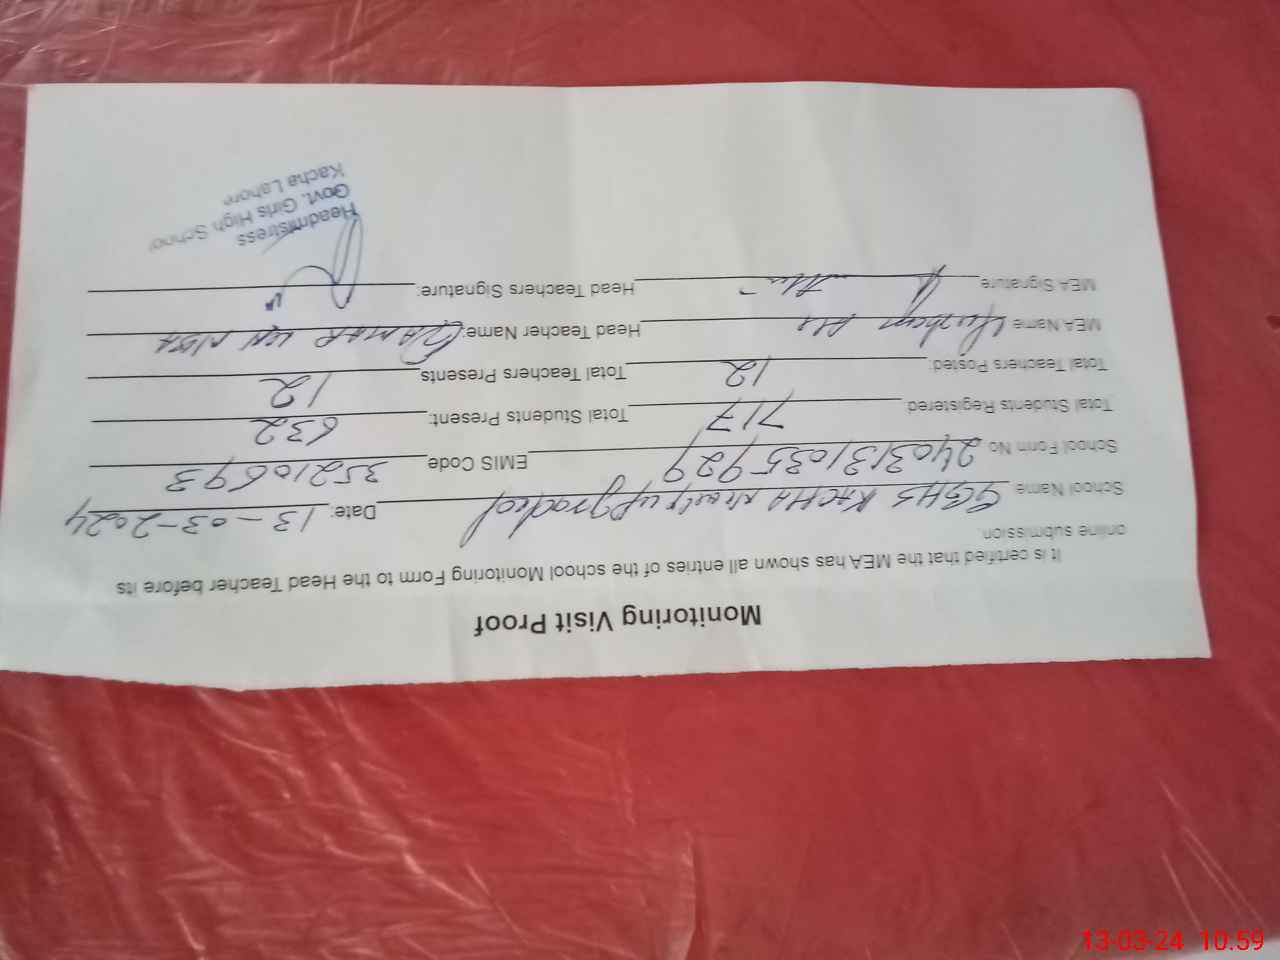 Monitoring Visit Proof
It is certified that the MEA has shown all entries of the school Monitoring Form to the Head Teacher before its
online submission.
School Name: GGHS KACHA Newly upgraded Date: 13-03-2024
School Form No 2403131035929 EMIS Code 35210693
Total Students Registered: 717 Total Students Present: 632
Total Teachers Posted: 12 Total Teachers Presents 12
MEA Name Ali Head Teacher Name:
MEA Signature Head Teachers Signature:
Headmistress
Govt. Girls High School
Kacha Lahore
13-03-24 10.59